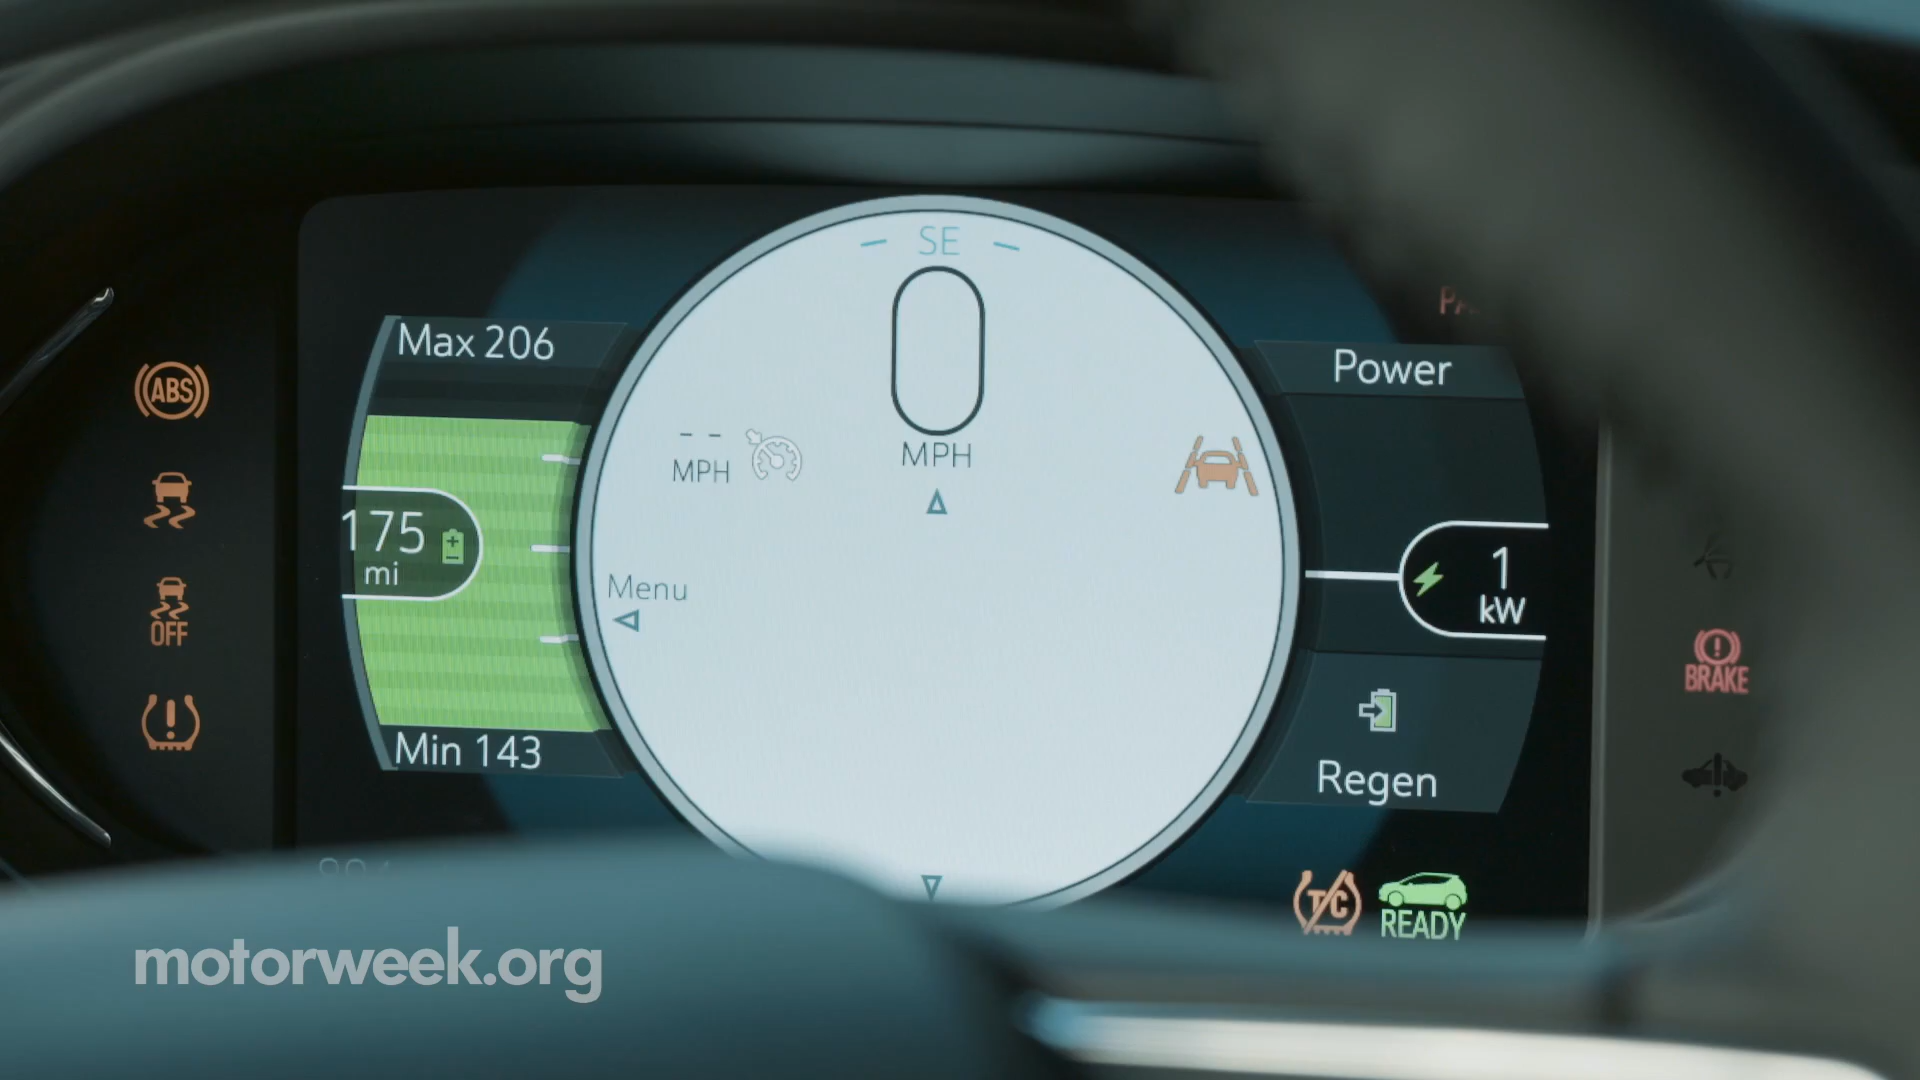 SE
0
MPH
Max 206
175
mi
Min 143
-- MPH
Menu
Power
1
kW
Regen
ABS
OFF
BRAKE
T/C
READY
motorweek.org